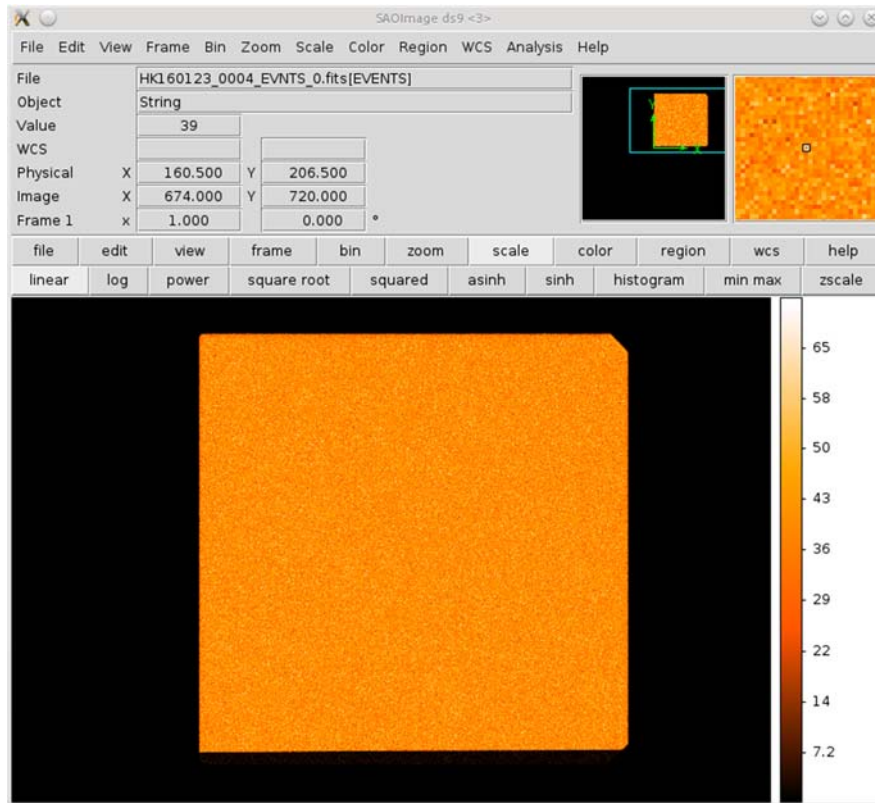 SAOImage ds9 <3>
File Edit View Frame Bin Zoom Scale Color Region WCS Analysis Help
File HK160123_0004_EVNTS_0.fits[EVENTS]
Object String
Value 39
WCS
Physical X 160.500 Y 206.500
Image X 674.000 Y 720.000
Frame 1 x 1.000 0.000 °
Y
X
file edit view frame bin zoom scale color region wcs help
linear log power square root squared asinh sinh histogram min max zscale
65
58
50
43
36
29
22
14
7.2